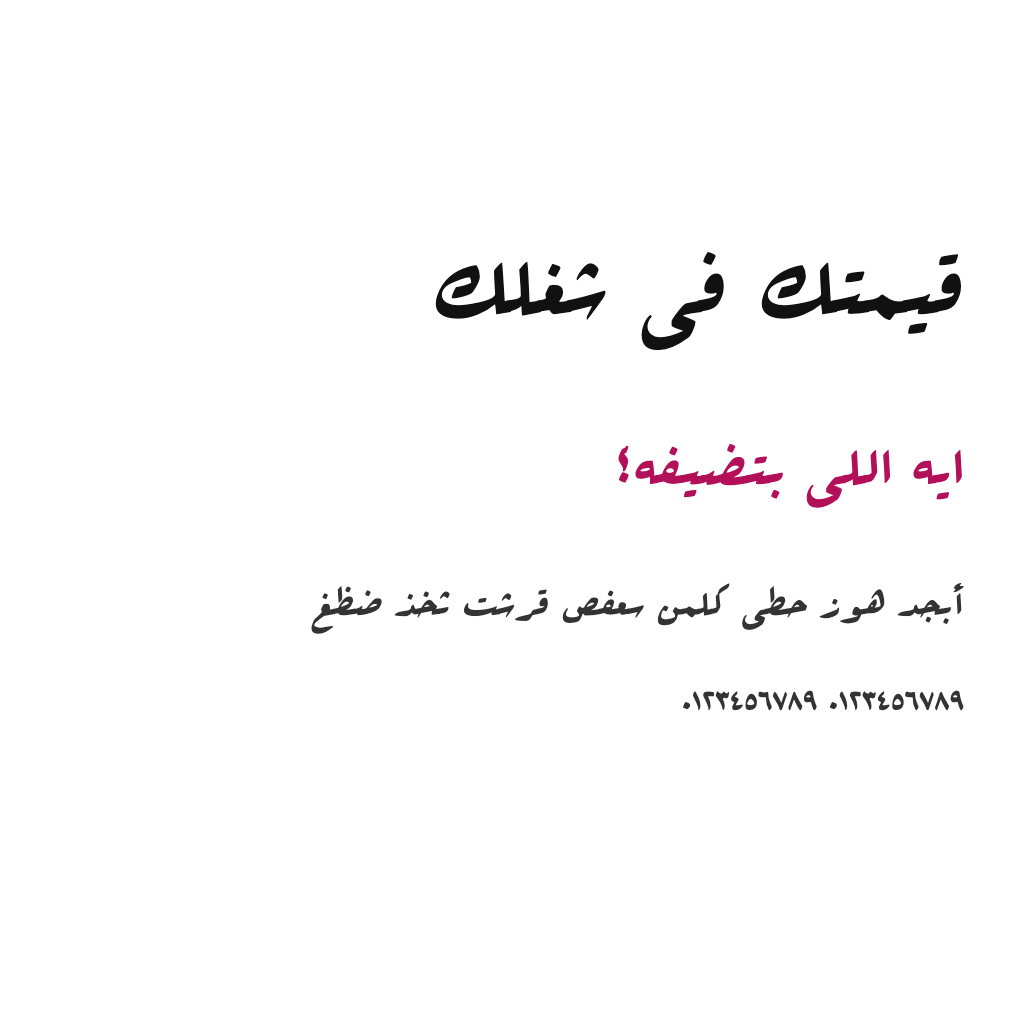 قيمتك فى شغلك
ايه اللى بتضيفه؟
أبجد هوز حطى كلمن سعفص قرشت ثخذ ضظغ
٠١٢٣٤٥٦٧٨٩ ٠١٢٣٤٥٦٧٨٩